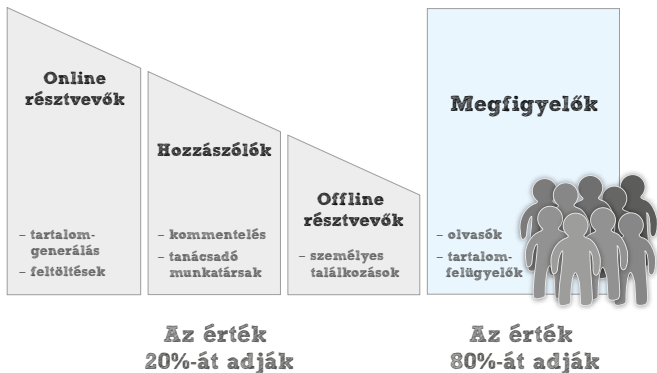 Online
résztvevők
– tartalom-
generálás
– feltöltések
Hozzászólók
– kommentelés
– tanácsadó
munkatársak
Offline
résztvevők
– személyes
találkozások
Megfigyelők
– olvasók
– tartalom-
felügyelők
Az érték
20%-át adják
Az érték
80%-át adják